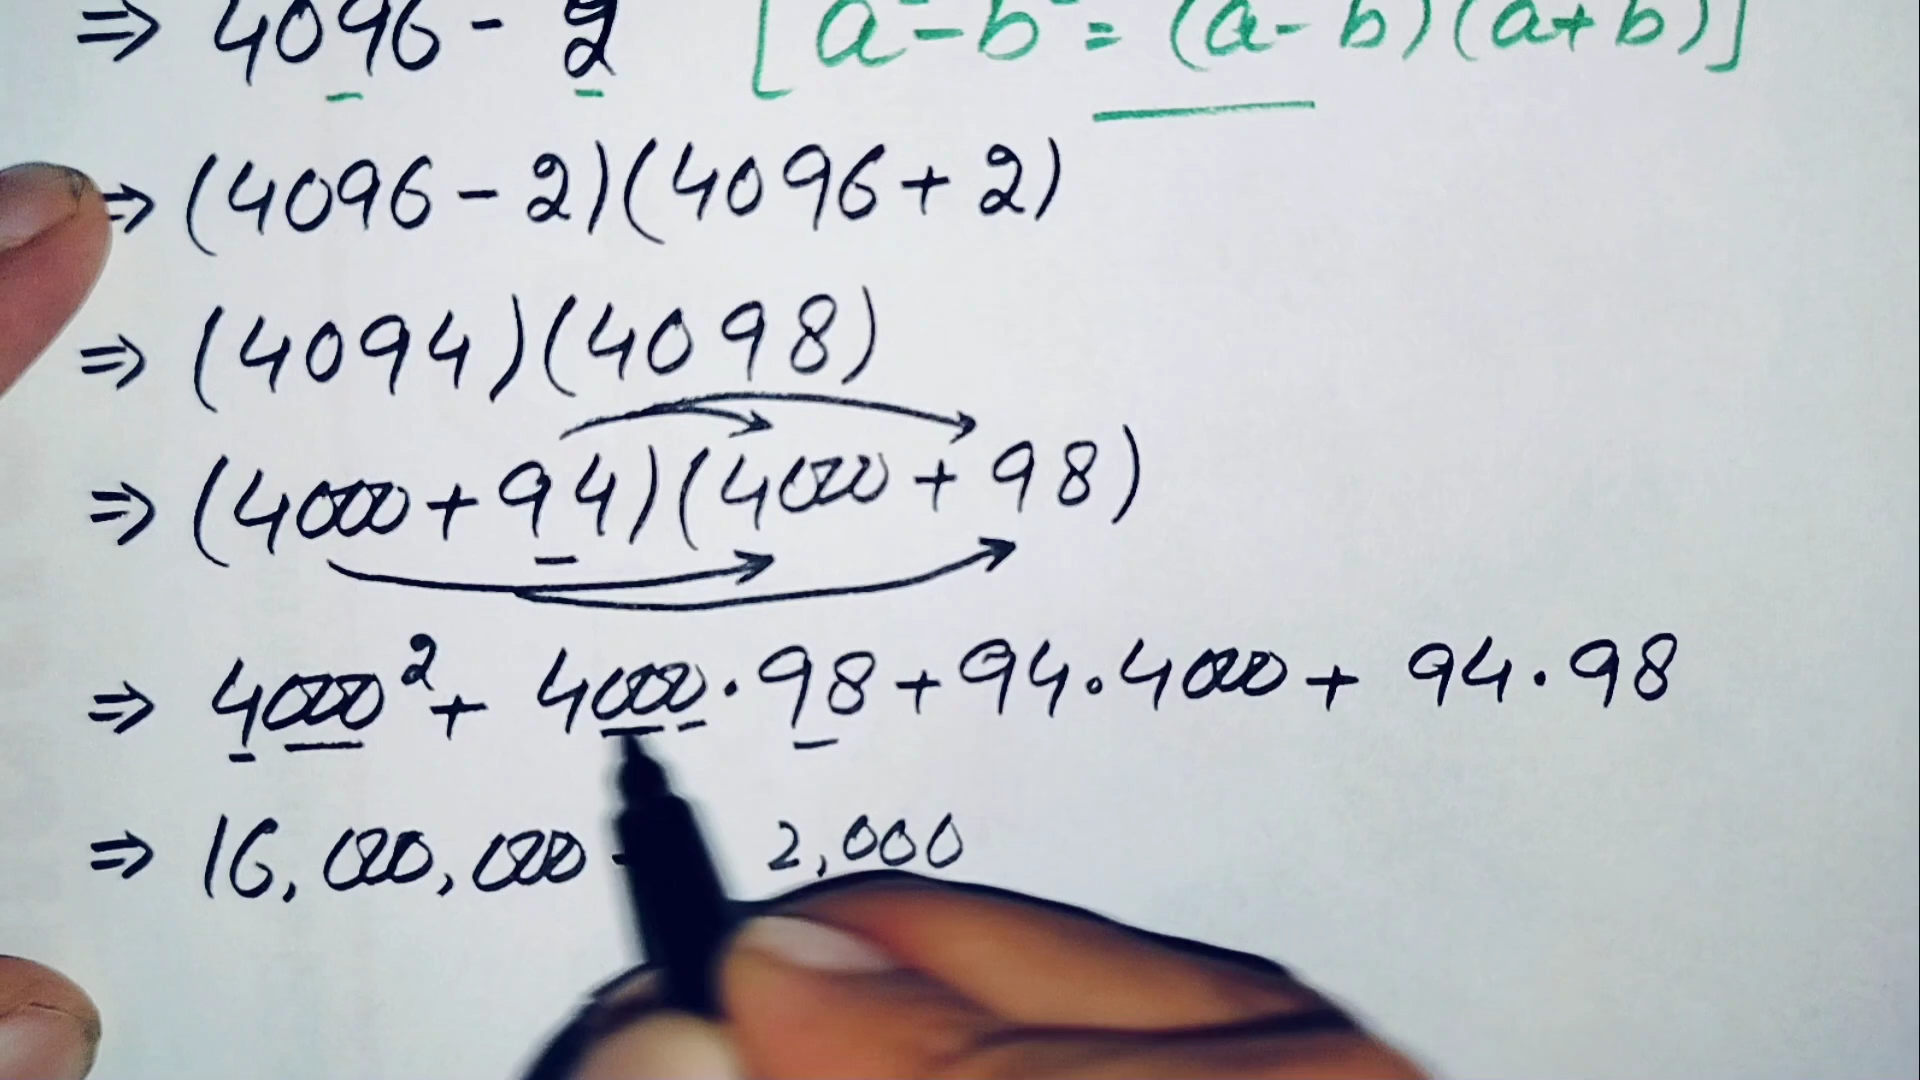 ⇒ 4096 - 2 [a² - b² = (a - b)(a + b)]
⇒ (4096 - 2)(4096 + 2)
⇒ (4094)(4098)
⇒ (4000 + 94)(4000 + 98)
⇒ 4000² + 4000 · 98 + 94 · 4000 + 94 · 98
⇒ 16,000,000 2,000